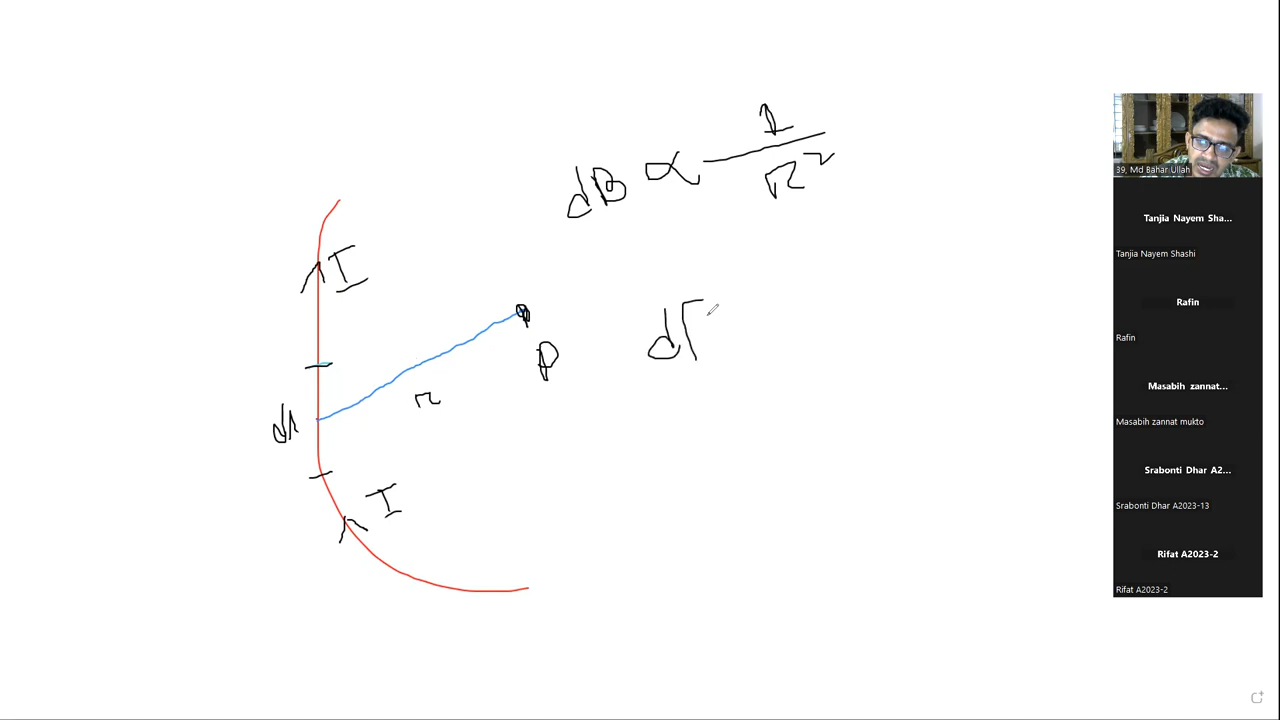 dB ∝ 1/r²
I
P
r
dl
I
39, Md Bahar Ullah
Tanjia Nayem Sha...
Tanjia Nayem Shashi
Rafin
Rafin
Masabih zannat...
Masabih zannat mukto
Srabonti Dhar A2...
Srabonti Dhar A2023-13
Rifat A2023-2
Rifat A2023-2